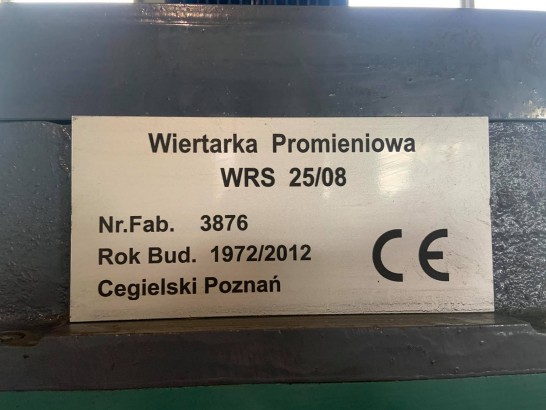 Wiertarka Promieniowa
WRS 25/08
Nr.Fab. 3876
Rok Bud. 1972/2012
Cegielski Poznań
CE